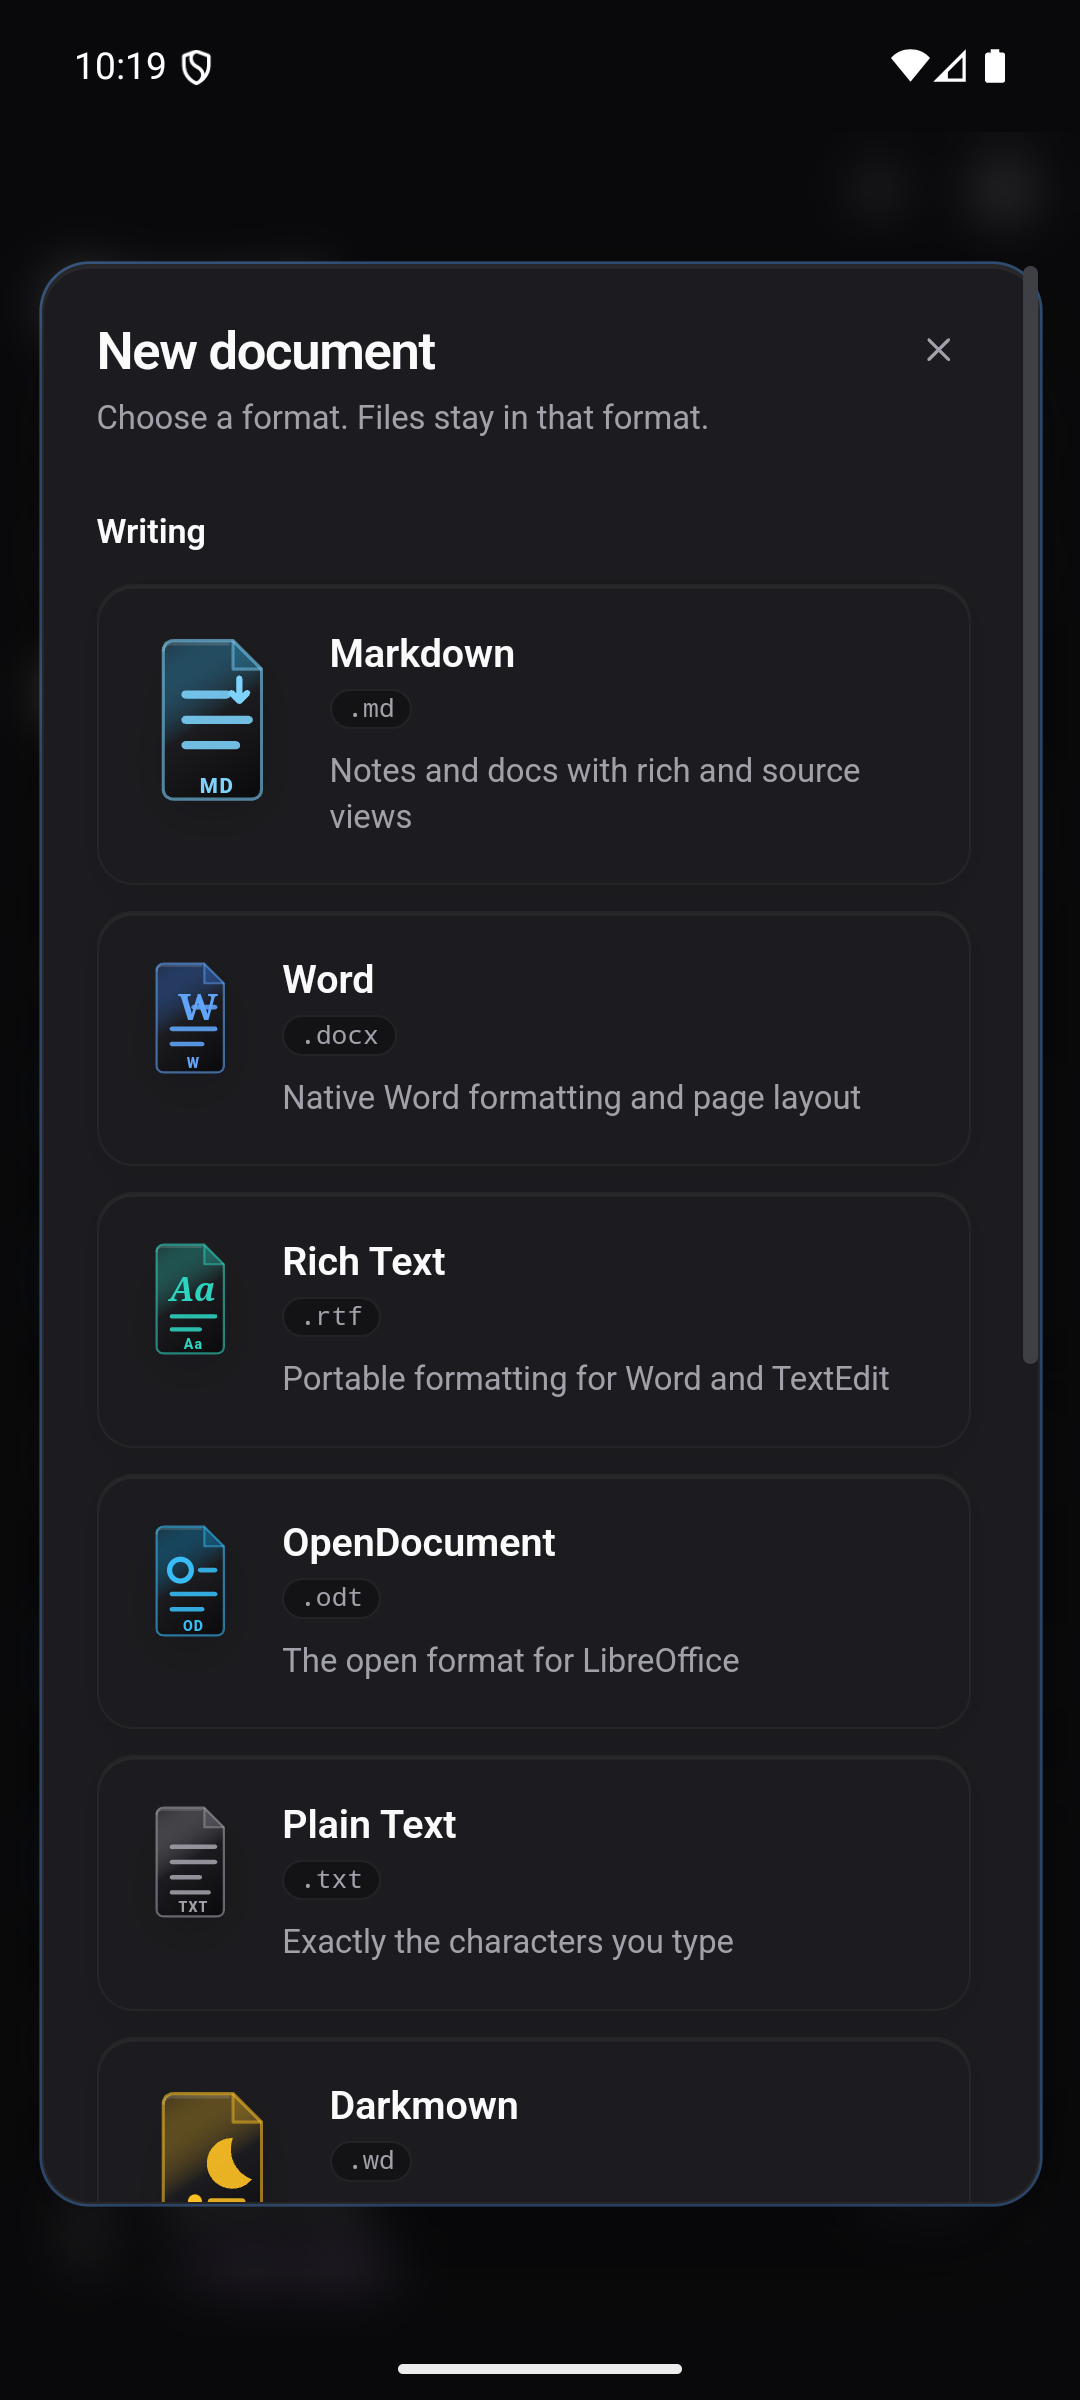 10:19
New document
Choose a format. Files stay in that format.
Writing
Markdown
.md
Notes and docs with rich and source
views
MD
Word
.docx
Native Word formatting and page layout
W
W
Rich Text
.rtf
Portable formatting for Word and TextEdit
Aa
Aa
OpenDocument
.odt
The open format for LibreOffice
OD
Plain Text
.txt
Exactly the characters you type
TXT
Darkmown
.wd